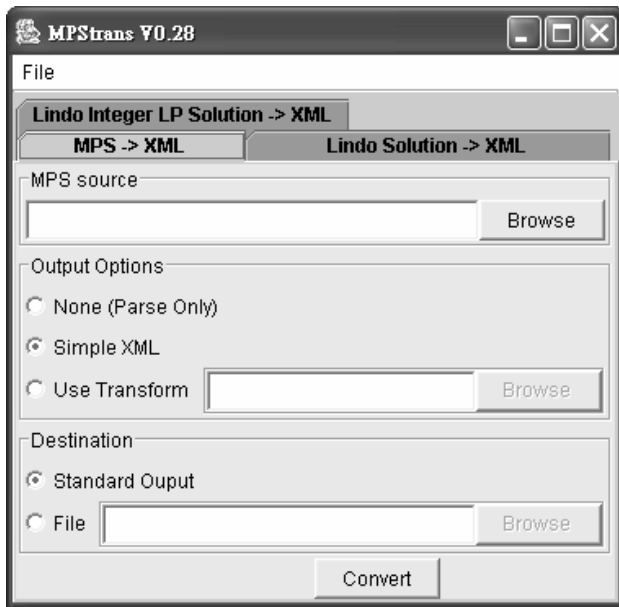 MPStrans V0.28
File
Lindo Integer LP Solution -> XML
MPS -> XML Lindo Solution -> XML
MPS source
Browse
Output Options
None (Parse Only)
Simple XML
Use Transform Browse
Destination
Standard Ouput
File Browse
Convert